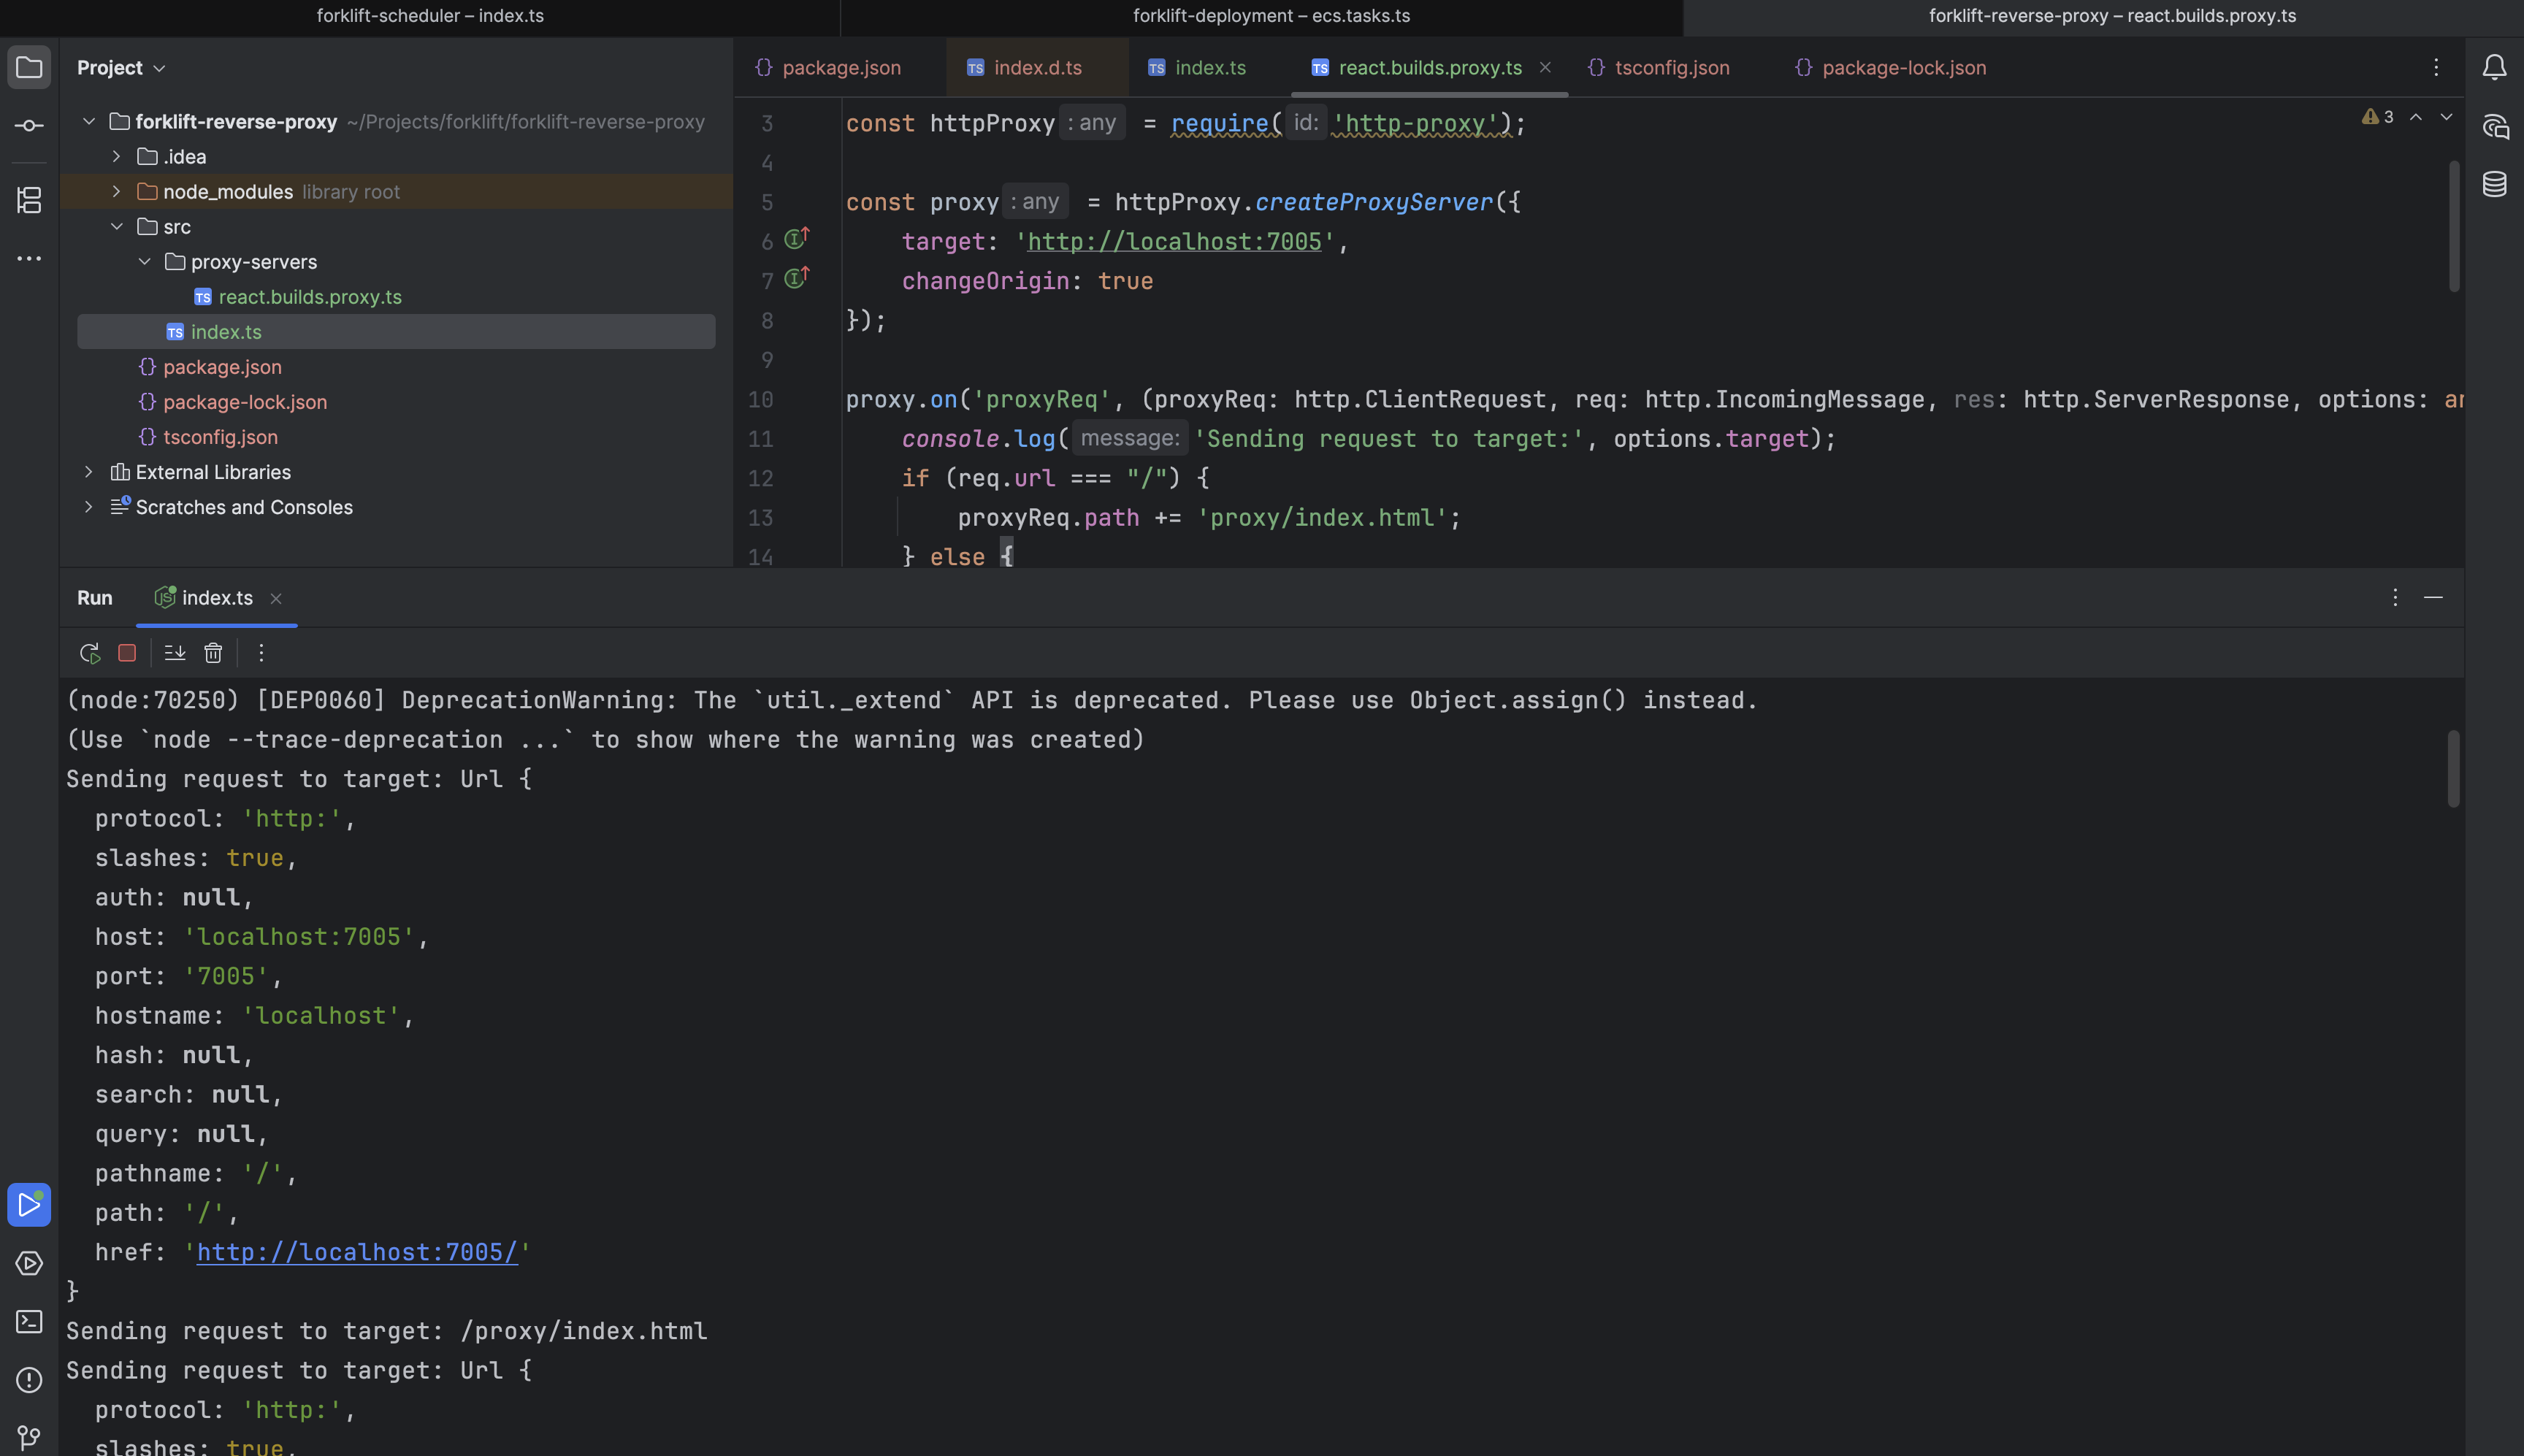 forklift-scheduler – index.ts
forklift-deployment – ecs.tasks.ts
forklift-reverse-proxy – react.builds.proxy.ts
Project
package.json
index.d.ts
index.ts
react.builds.proxy.ts
tsconfig.json
package-lock.json
forklift-reverse-proxy ~/Projects/forklift/forklift-reverse-proxy
.idea
node_modules library root
src
proxy-servers
react.builds.proxy.ts
index.ts
package.json
package-lock.json
tsconfig.json
External Libraries
Scratches and Consoles
3
3 const httpProxy : any = require( id: 'http-proxy');
4
5 const proxy : any = httpProxy.createProxyServer({
6 target: 'http://localhost:7005',
7 changeOrigin: true
8 });
9
10 proxy.on('proxyReq', (proxyReq: http.ClientRequest, req: http.IncomingMessage, res: http.ServerResponse, options: an
11 console.log( message: 'Sending request to target:', options.target);
12 if (req.url === "/") {
13 proxyReq.path += 'proxy/index.html';
14 } else {
Run
index.ts
(node:70250) [DEP0060] DeprecationWarning: The `util._extend` API is deprecated. Please use Object.assign() instead.
(Use `node --trace-deprecation ...` to show where the warning was created)
Sending request to target: Url {
protocol: 'http:',
slashes: true,
auth: null,
host: 'localhost:7005',
port: '7005',
hostname: 'localhost',
hash: null,
search: null,
query: null,
pathname: '/',
path: '/',
href: 'http://localhost:7005/'
}
Sending request to target: /proxy/index.html
Sending request to target: Url {
protocol: 'http:',
slashes: true,